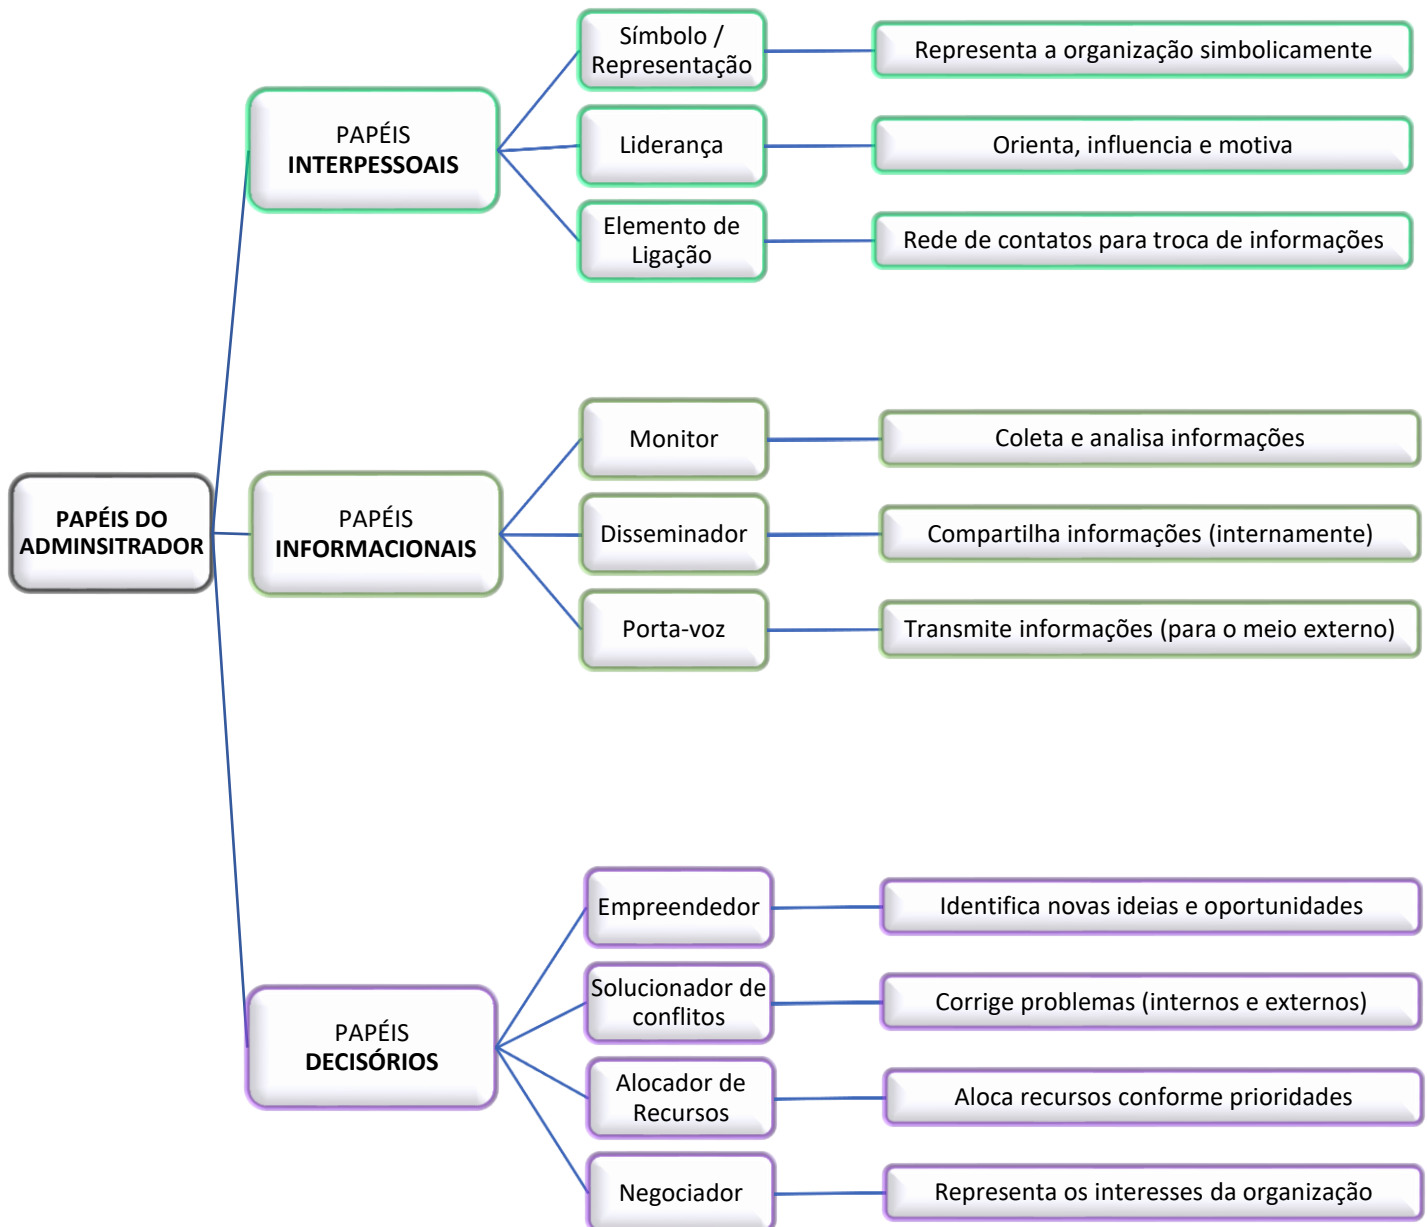 Símbolo /
Representação
Representa a organização simbolicamente
PAPÉIS
INTERPESSOAIS
Liderança
Orienta, influencia e motiva
Elemento de
Ligação
Rede de contatos para troca de informações
Monitor
Coleta e analisa informações
PAPÉIS DO
ADMINSITRADOR
PAPÉIS
INFORMACIONAIS
Disseminador
Compartilha informações (internamente)
Porta-voz
Transmite informações (para o meio externo)
Empreendedor
Identifica novas ideias e oportunidades
Solucionador de
conflitos
Corrige problemas (internos e externos)
PAPÉIS
DECISÓRIOS
Alocador de
Recursos
Aloca recursos conforme prioridades
Negociador
Representa os interesses da organização